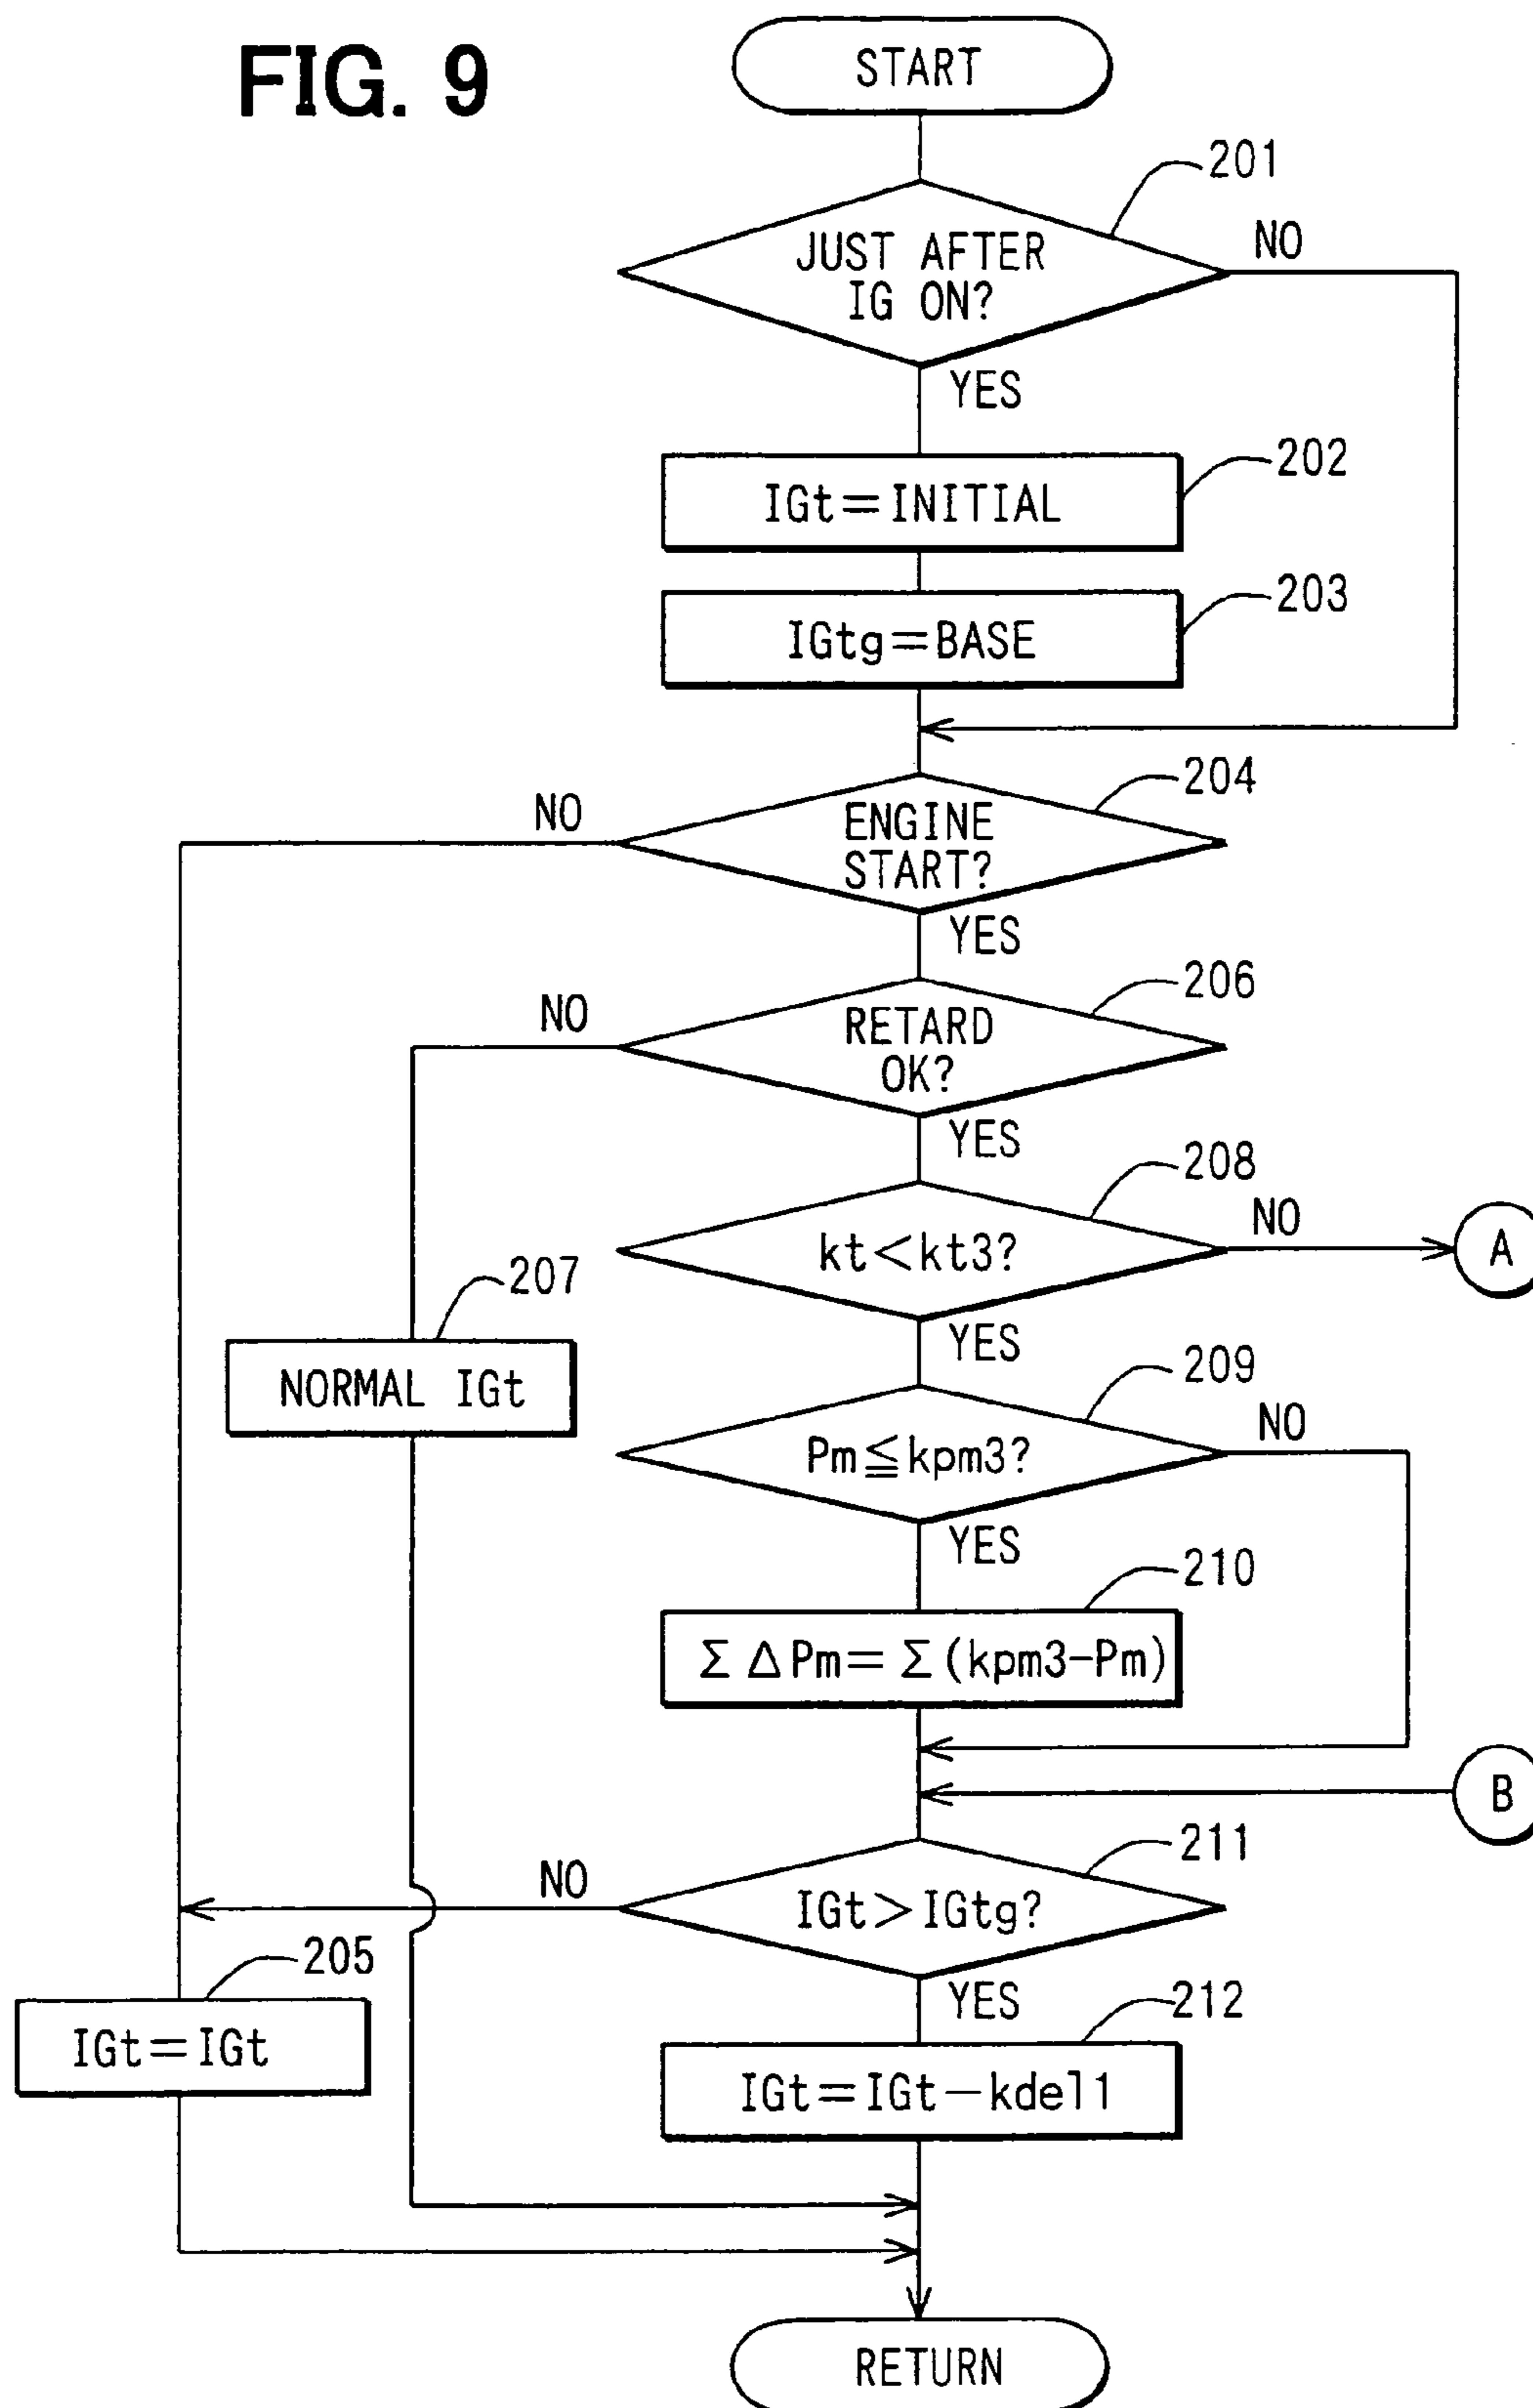 FIG. 9
START
201
JUST AFTER
IG ON?
NO
YES
202
IGt=INITIAL
203
IGtg=BASE
204
NO
ENGINE
START?
YES
206
NO
RETARD
OK?
YES
208
kt<kt3?
NO
A
YES
207
NORMAL IGt
209
Pm≦kpm3?
NO
YES
210
ΣΔPm=Σ(kpm3-Pm)
B
211
NO
IGt>IGtg?
YES
205
IGt=IGt
212
IGt=IGt-kdel1
RETURN